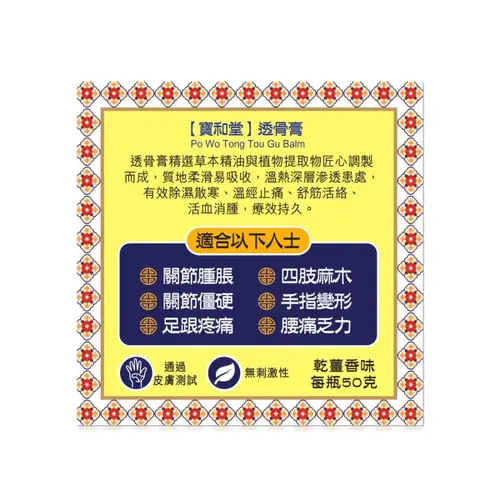 【寶和堂】透骨膏
Po Wo Tong Tou Gu Balm
透骨膏精選草本精油與植物提取物匠心調製
而成，質地柔滑易吸收，溫熱深層滲透患處，
有效除濕散寒、溫經止痛、舒筋活絡、
活血消腫，療效持久。
適合以下人士
關節腫脹
四肢麻木
關節僵硬
手指變形
足跟疼痛
腰痛乏力
通過
皮膚測試
無刺激性
乾薑香味
每瓶50克